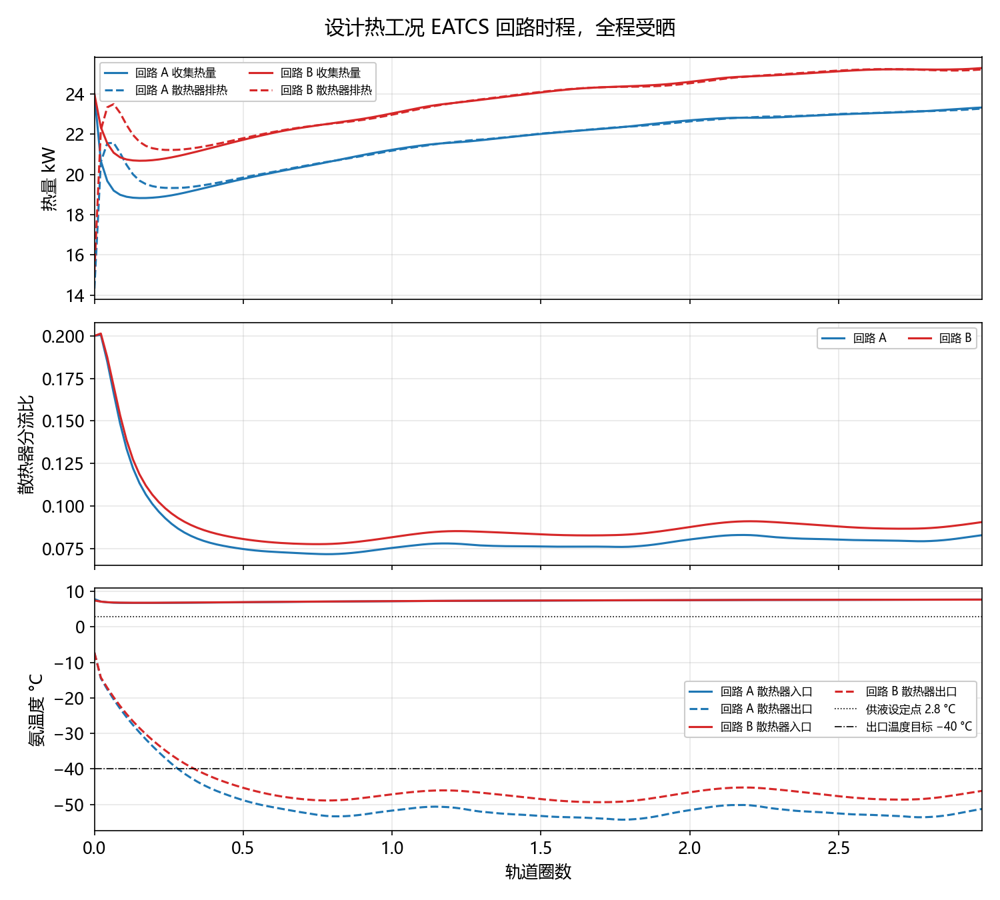 设计热工况 EATCS 回路时程，全程受晒
回路 A 收集热量
回路 B 收集热量
回路 A 散热器排热
回路 B 散热器排热
热量 kW
24
22
20
18
16
14
回路 A
回路 B
散热器分流比
0.200
0.175
0.150
0.125
0.100
0.075
氨温度 °C
10
0
−10
−20
−30
−40
−50
回路 A 散热器入口
回路 B 散热器出口
回路 A 散热器出口
供液设定点 2.8 °C
回路 B 散热器入口
出口温度目标 −40 °C
0.0
0.5
1.0
1.5
2.0
2.5
轨道圈数